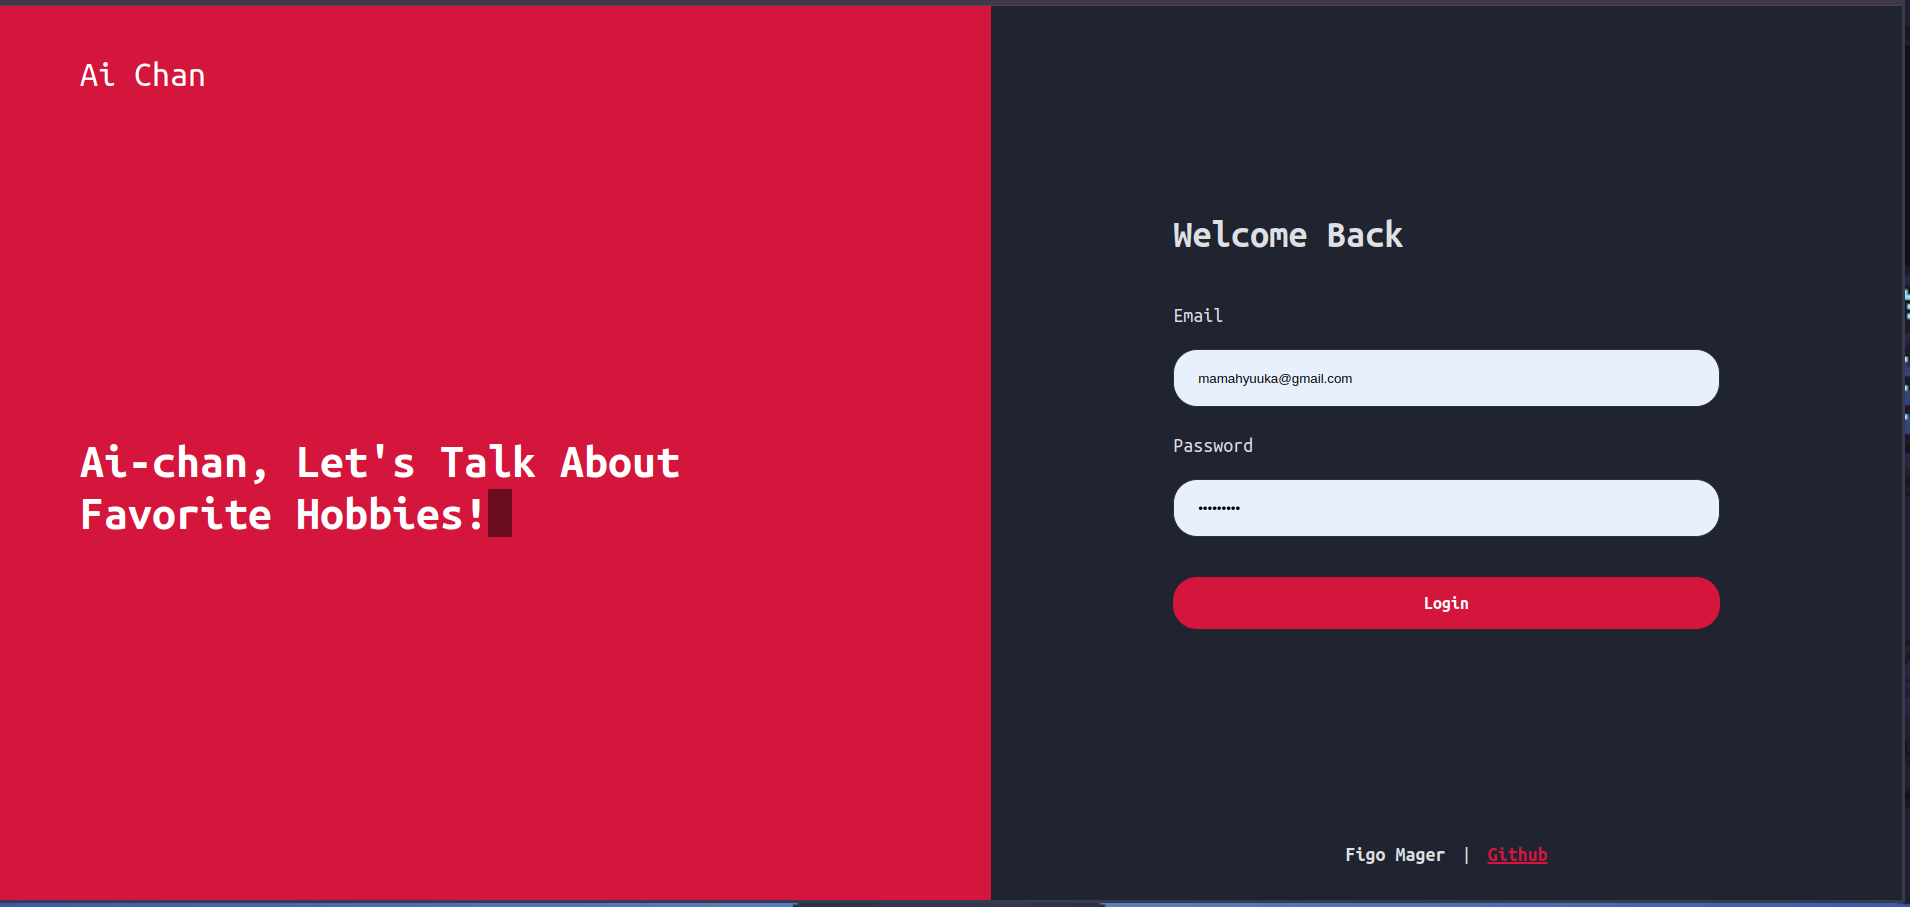 Ai Chan
Ai-chan, Let's Talk About
Favorite Hobbies!
Welcome Back
Email
mamahyuuka@gmail.com
Password
•••••••••
Login
Figo Mager | Github